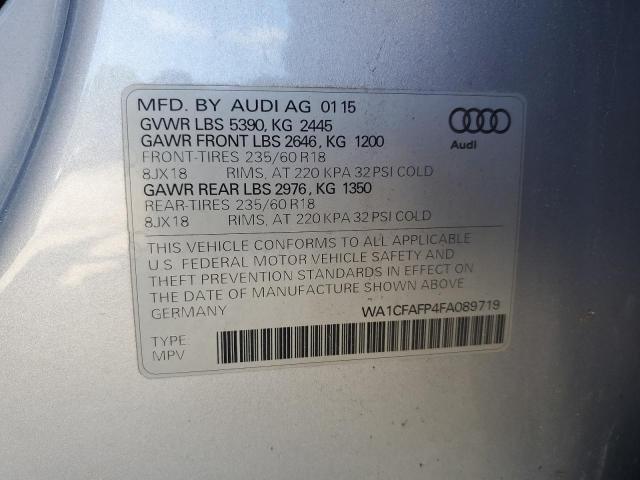 MFD. BY AUDI AG 01 15
GVWR LBS 5390, KG 2445
GAWR FRONT LBS 2646, KG 1200
FRONT-TIRES 235/60 R18
8JX18 RIMS, AT 220 KPA 32 PSI COLD
GAWR REAR LBS 2976, KG 1350
REAR-TIRES 235/60 R18
8JX18 RIMS, AT 220 KPA 32 PSI COLD
Audi
THIS VEHICLE CONFORMS TO ALL APPLICABLE
U.S. FEDERAL MOTOR VEHICLE SAFETY AND
THEFT PREVENTION STANDARDS IN EFFECT ON
THE DATE OF MANUFACTURE SHOWN ABOVE
GERMANY WA1CFAFP4FA089719
TYPE
MPV